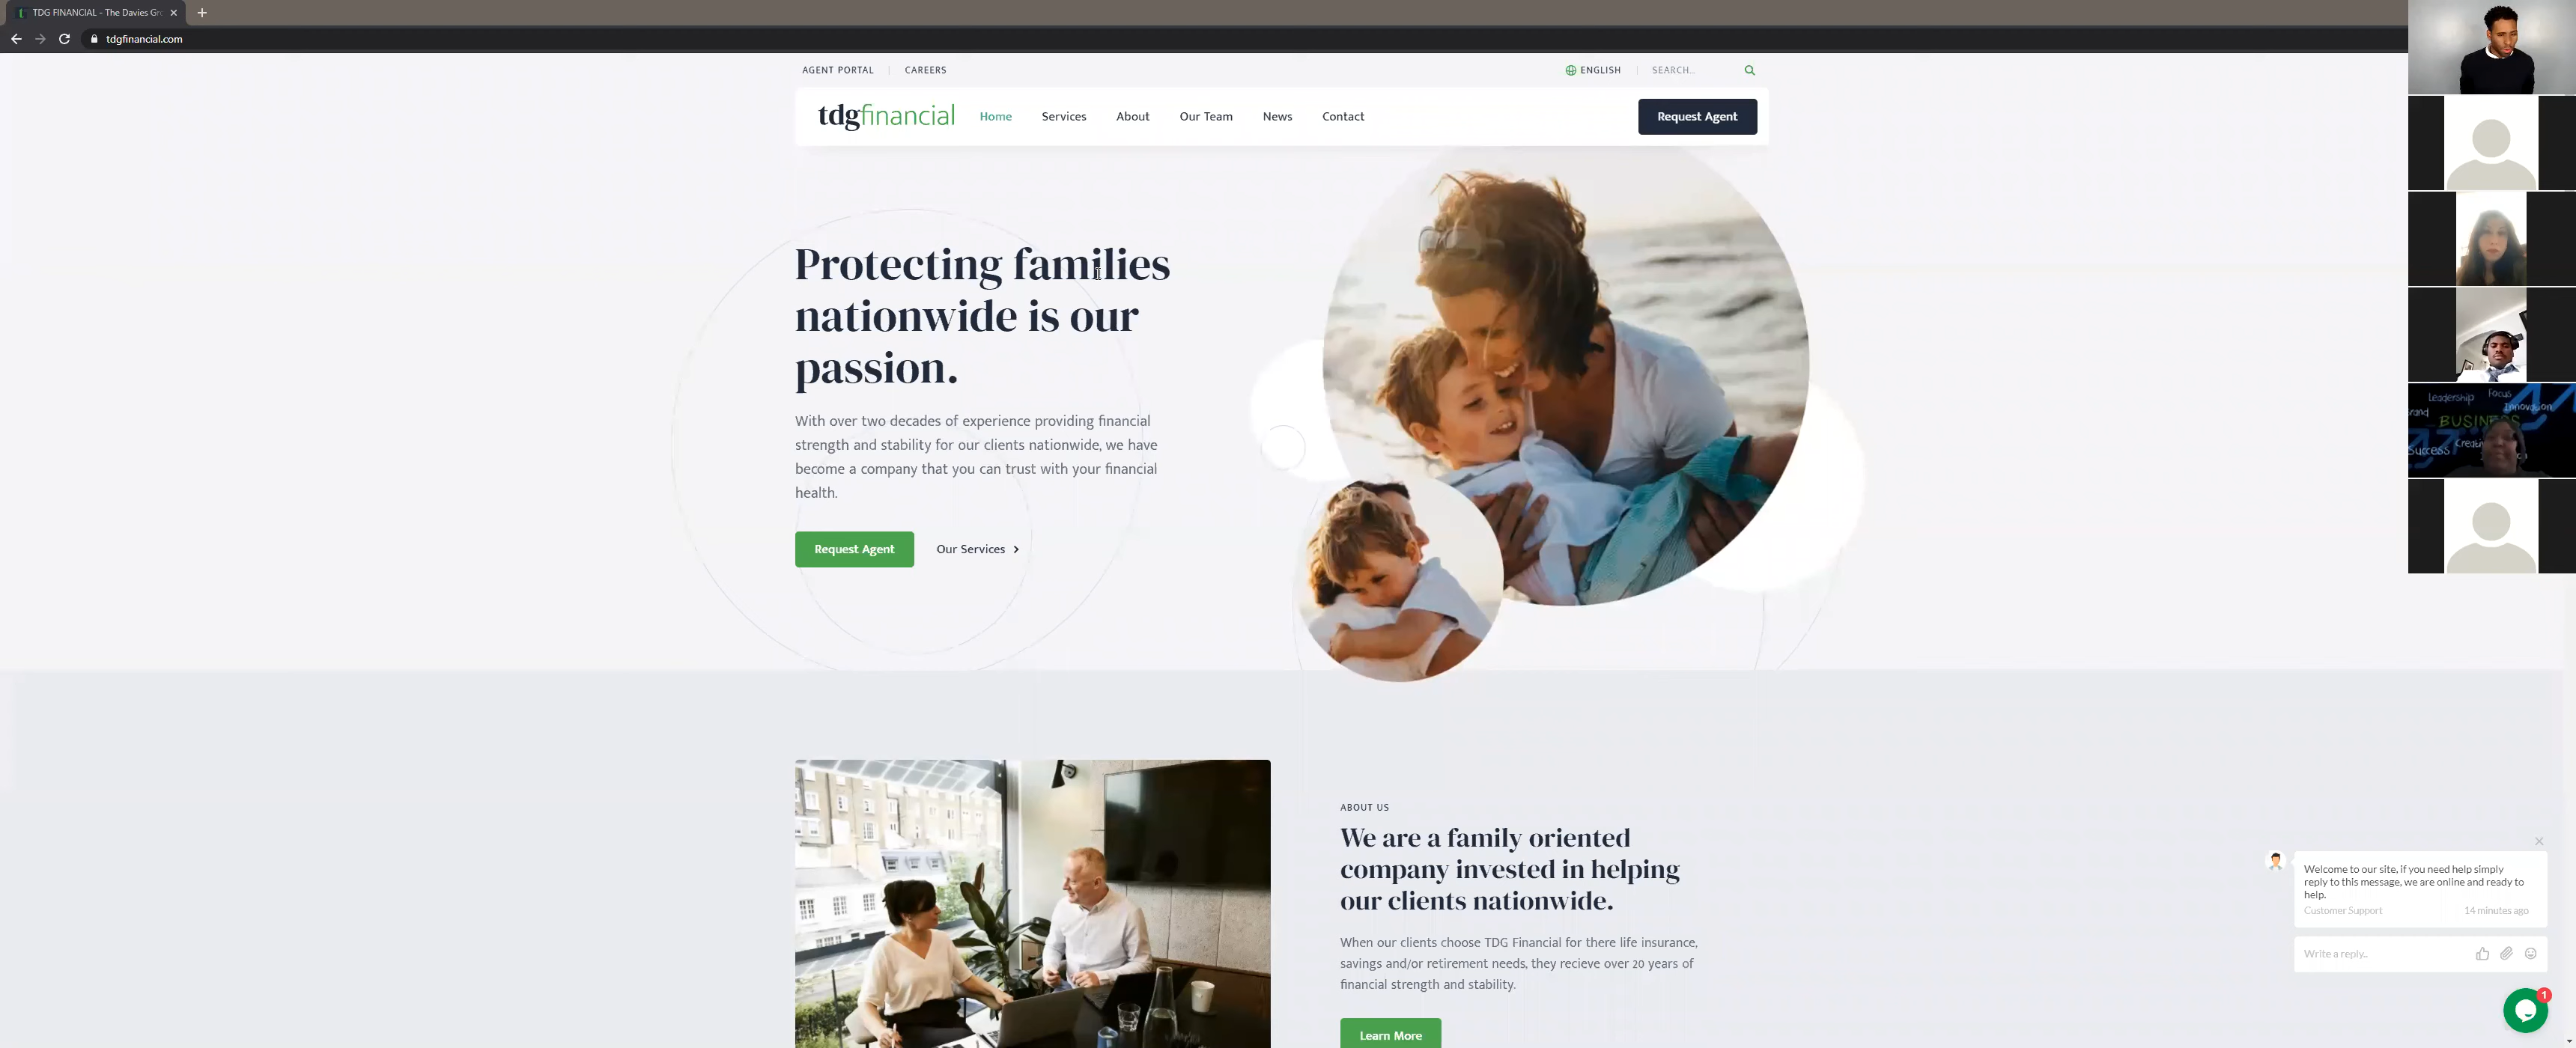 TDG FINANCIAL - The Davies Gr
tdgfinancial.com
AGENT PORTAL
CAREERS
ENGLISH
SEARCH...
tdgfinancial
Home
Services
About
Our Team
News
Contact
Request Agent
Protecting families
nationwide is our
passion.
With over two decades of experience providing financial
strength and stability for our clients nationwide, we have
become a company that you can trust with your financial
health.
Request Agent
Our Services
Leadership
Focus
Innovation
BUSINESS
Success
ABOUT US
We are a family oriented
company invested in helping
our clients nationwide.
When our clients choose TDG Financial for there life insurance,
savings and/or retirement needs, they recieve over 20 years of
financial strength and stability.
Learn More
Welcome to our site, if you need help simply
reply to this message, we are online and ready to
help.
Customer Support
14 minutes ago
Write a reply..
1